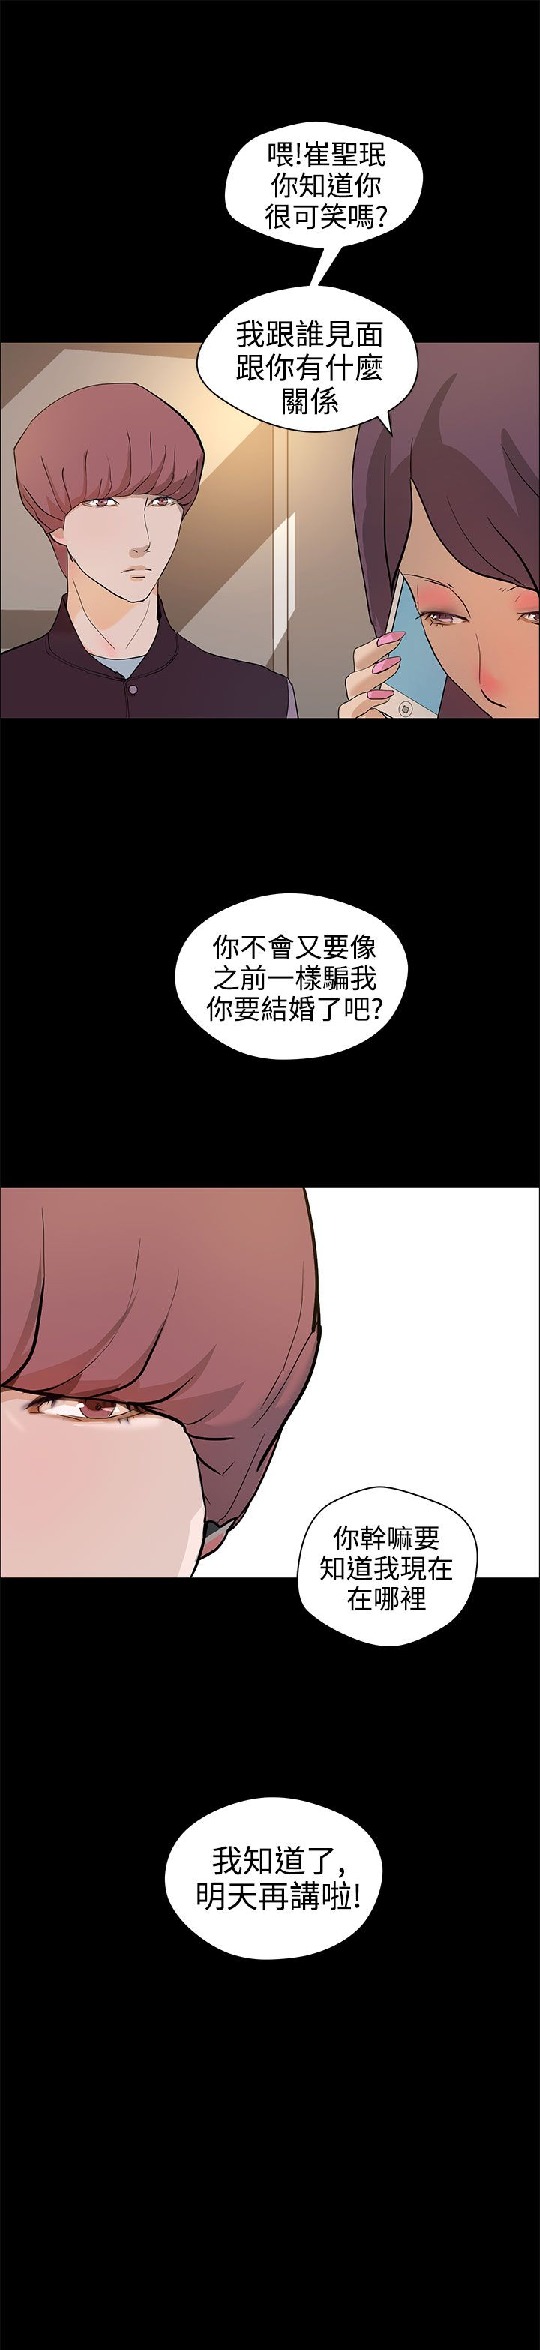 喂!崔聖珉
你知道你
很可笑嗎?
我跟誰見面
跟你有什麼
關係
你不會又要像
之前一樣騙我
你要結婚了吧?
你幹嘛要
知道我現在
在哪裡
我知道了,
明天再講啦!